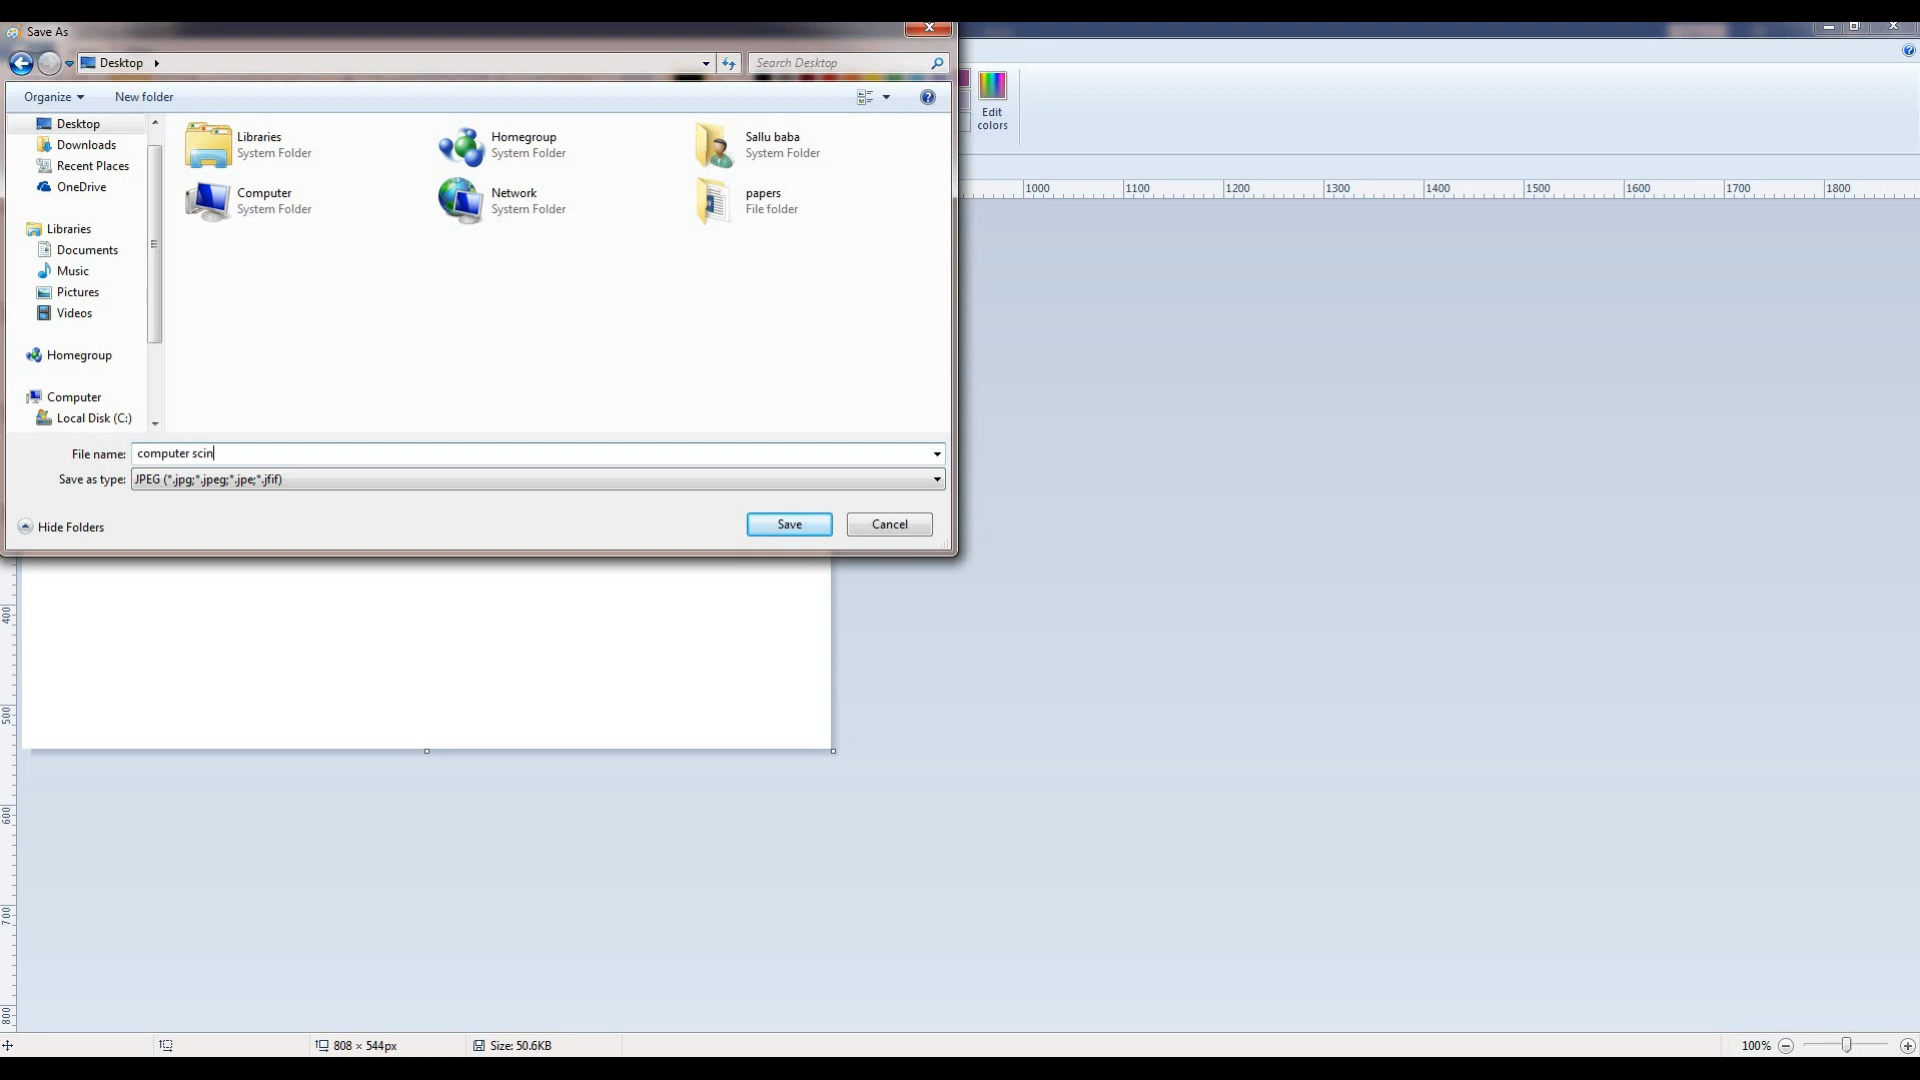 Save As
Desktop
Search Desktop
Organize New folder
Edit
colors
Desktop
Downloads
Recent Places
OneDrive
Libraries
Documents
Music
Pictures
Videos
Homegroup
Computer
Local Disk (C:)
Libraries
System Folder
Homegroup
System Folder
Sallu baba
System Folder
Computer
System Folder
Network
System Folder
papers
File folder
1000 1100 1200 1300 1400 1500 1600 1700 1800
File name: computer scin
Save as type: JPEG (*.jpg;*.jpeg;*.jpe;*.jfif)
Hide Folders
Save Cancel
400
500
600
700
800
808 × 544px Size: 50.6KB 100%